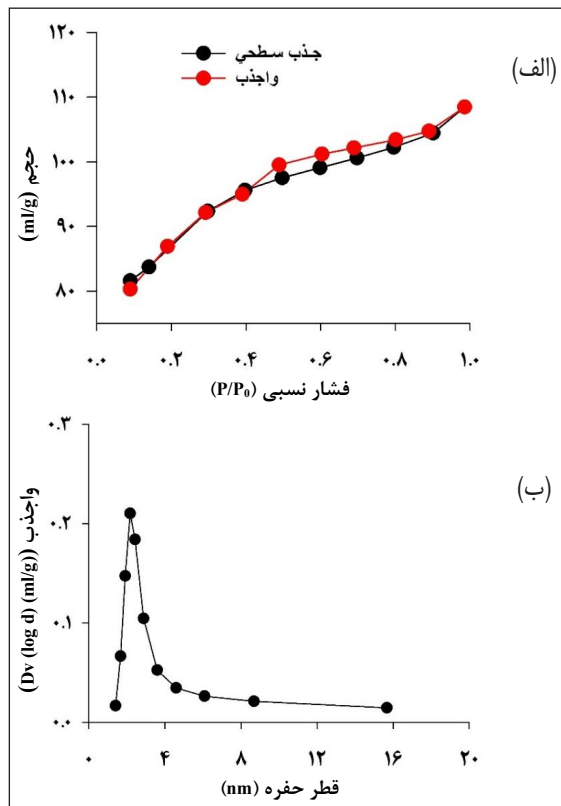 (الف)
جذب سطحي
واجذب
۱۲۰
۱۱۰
۱۰۰
۹۰
۸۰
حجم (ml/g)
۰.۰ ۰.۲ ۰.۴ ۰.۶ ۰.۸ ۱.۰
فشار نسبی (P/P₀)
(ب)
۰.۳
۰.۲
۰.۱
۰.۰
واجذب (Dv (log d) (ml/g))
۰ ۴ ۸ ۱۲ ۱۶ ۲۰
قطر حفره (nm)